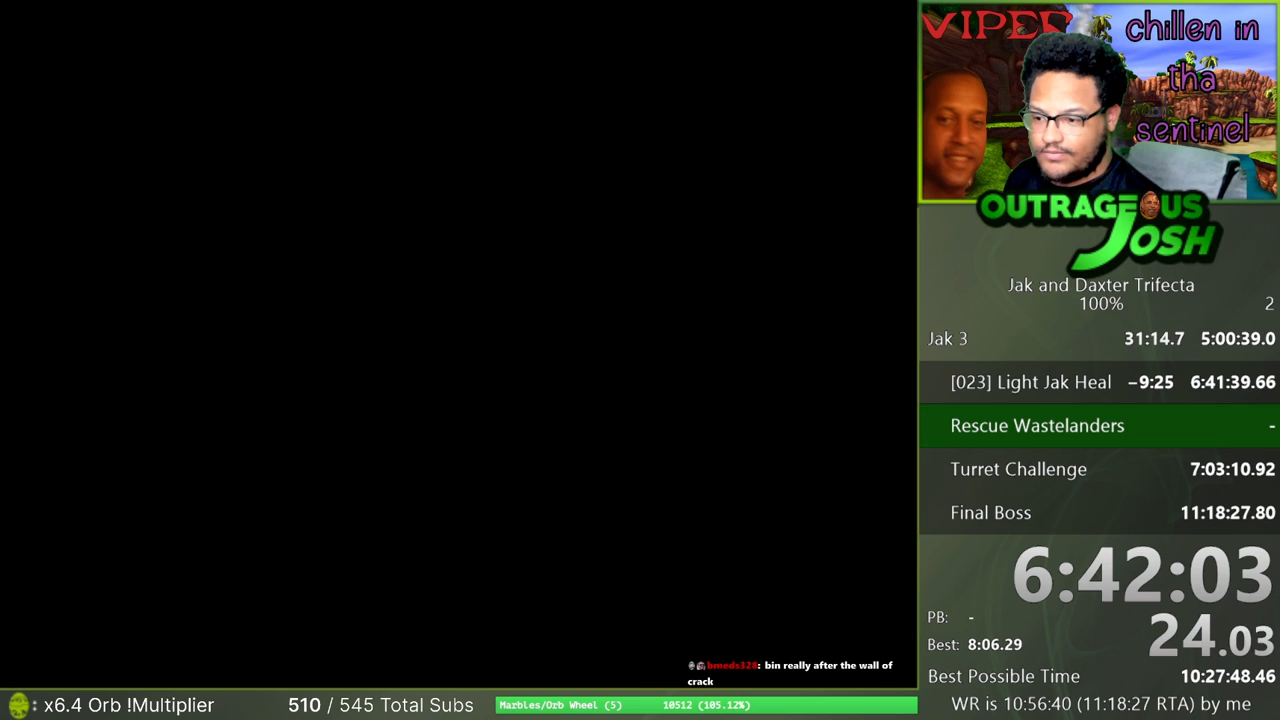 VIPER
chillen in
tha
sentinel
OUTRAGEOUS
JOSH
Jak and Daxter Trifecta
100% 2
Jak 3 31:14.7 5:00:39.0
[023] Light Jak Heal −9:25 6:41:39.66
Rescue Wastelanders -
Turret Challenge 7:03:10.92
Final Boss 11:18:27.80
6:42:03
24.03
PB: -
Best: 8:06.29
Best Possible Time 10:27:48.46
WR is 10:56:40 (11:18:27 RTA) by me
bmeds328: bin really after the wall of
crack
: x6.4 Orb !Multiplier 510 / 545 Total Subs Marbles/Orb Wheel (5) 10512 (105.12%)